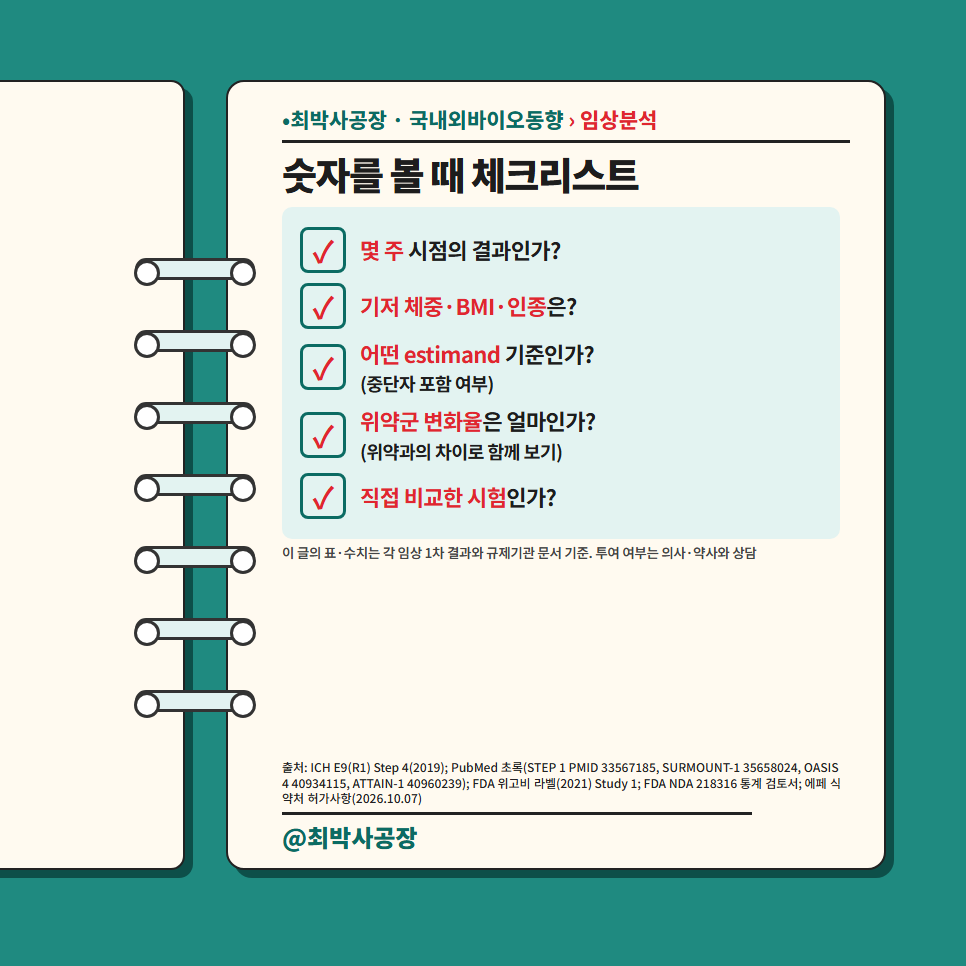 •최박사공장 · 국내외바이오동향 › 임상분석
숫자를 볼 때 체크리스트
✓ 몇 주 시점의 결과인가?
✓ 기저 체중·BMI·인종은?
✓ 어떤 estimand 기준인가?
(중단자 포함 여부)
✓ 위약군 변화율은 얼마인가?
(위약과의 차이로 함께 보기)
✓ 직접 비교한 시험인가?
이 글의 표·수치는 각 임상 1차 결과와 규제기관 문서 기준. 투여 여부는 의사·약사와 상담
출처: ICH E9(R1) Step 4(2019); PubMed 초록(STEP 1 PMID 33567185, SURMOUNT-1 35658024, OASIS
4 40934115, ATTAIN-1 40960239); FDA 위고비 라벨(2021) Study 1; FDA NDA 218316 통계 검토서; 에페 식
약처 허가사항(2026.10.07)
@최박사공장